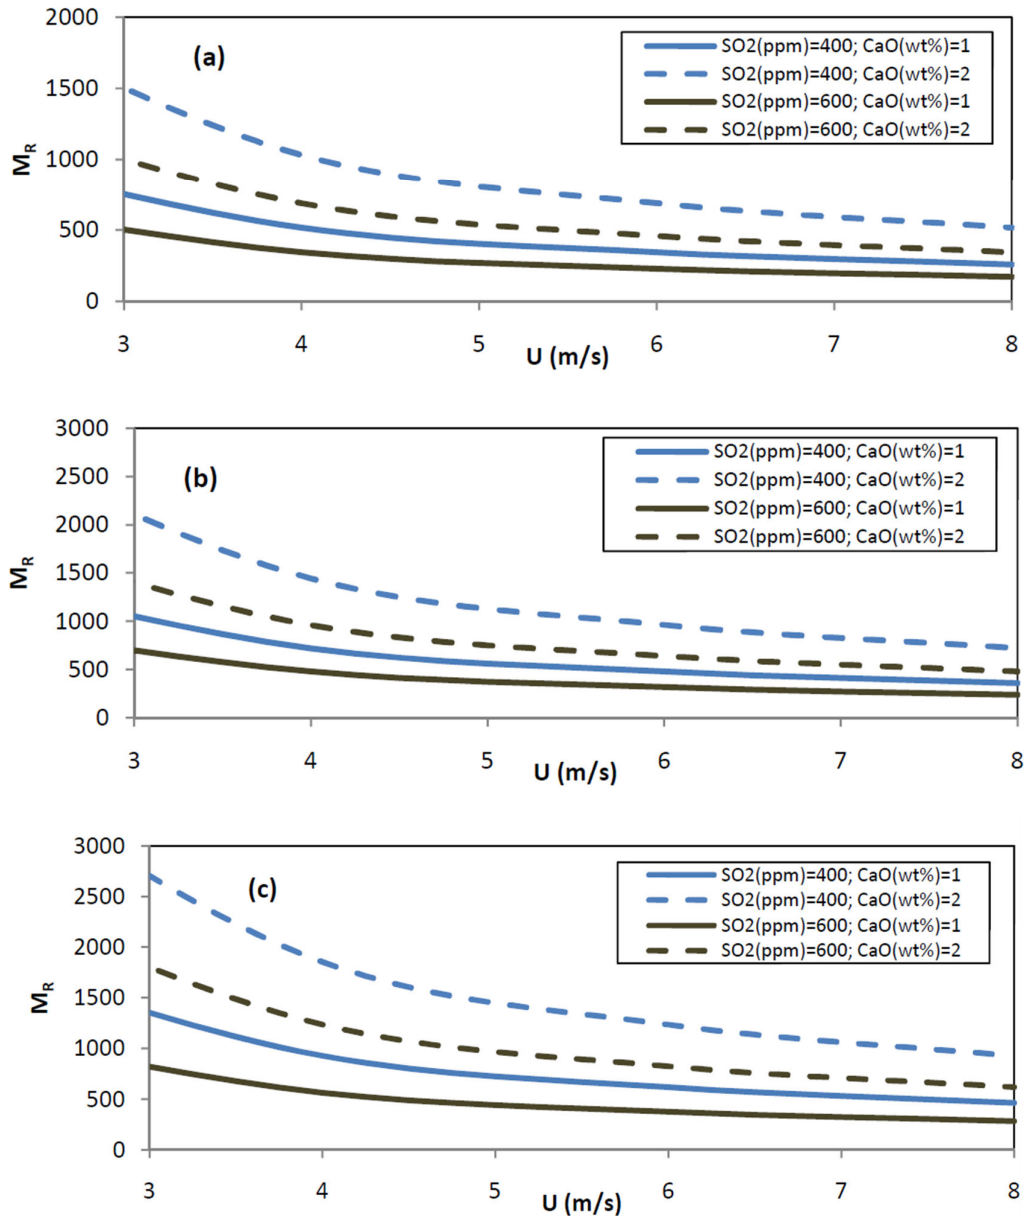 2000
(a)
SO2(ppm)=400; CaO(wt%)=1
SO2(ppm)=400; CaO(wt%)=2
SO2(ppm)=600; CaO(wt%)=1
SO2(ppm)=600; CaO(wt%)=2
1500
1000
500
0
MR
3 4 5 6 7 8
U (m/s)
3000
(b)
SO2(ppm)=400; CaO(wt%)=1
SO2(ppm)=400; CaO(wt%)=2
SO2(ppm)=600; CaO(wt%)=1
SO2(ppm)=600; CaO(wt%)=2
2500
2000
1500
1000
500
0
MR
3 4 5 6 7 8
U (m/s)
3000
(c)
SO2(ppm)=400; CaO(wt%)=1
SO2(ppm)=400; CaO(wt%)=2
SO2(ppm)=600; CaO(wt%)=1
SO2(ppm)=600; CaO(wt%)=2
2500
2000
1500
1000
500
0
MR
3 4 5 6 7 8
U (m/s)